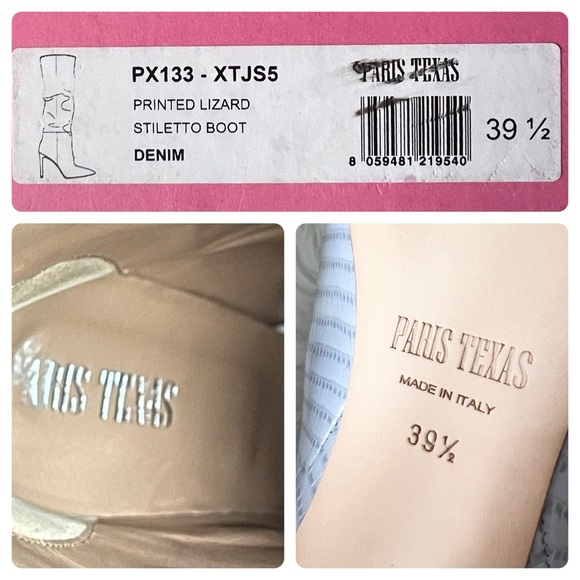 PX133 - XTJS5
PRINTED LIZARD
STILETTO BOOT
DENIM
PARIS TEXAS
8 059481 219540
39 ½
PARIS TEXAS
PARIS TEXAS
MADE IN ITALY
39½